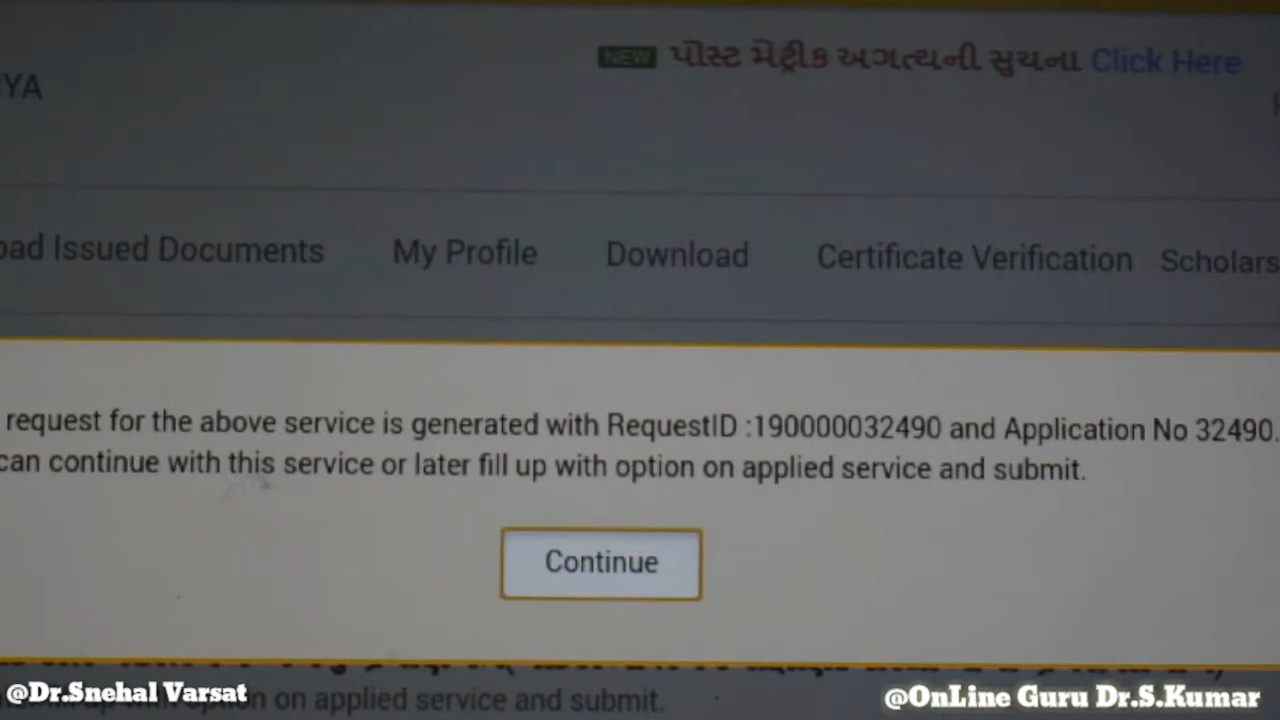 NEW પોસ્ટ મેટ્રીક અગત્યની સુચના Click Here
YA
oad Issued Documents My Profile Download Certificate Verification Scholars
request for the above service is generated with RequestID :190000032490 and Application No 32490.
can continue with this service or later fill up with option on applied service and submit.
Continue
on on applied service and submit.
@Dr.Snehal Varsat
@OnLine Guru Dr.S.Kumar